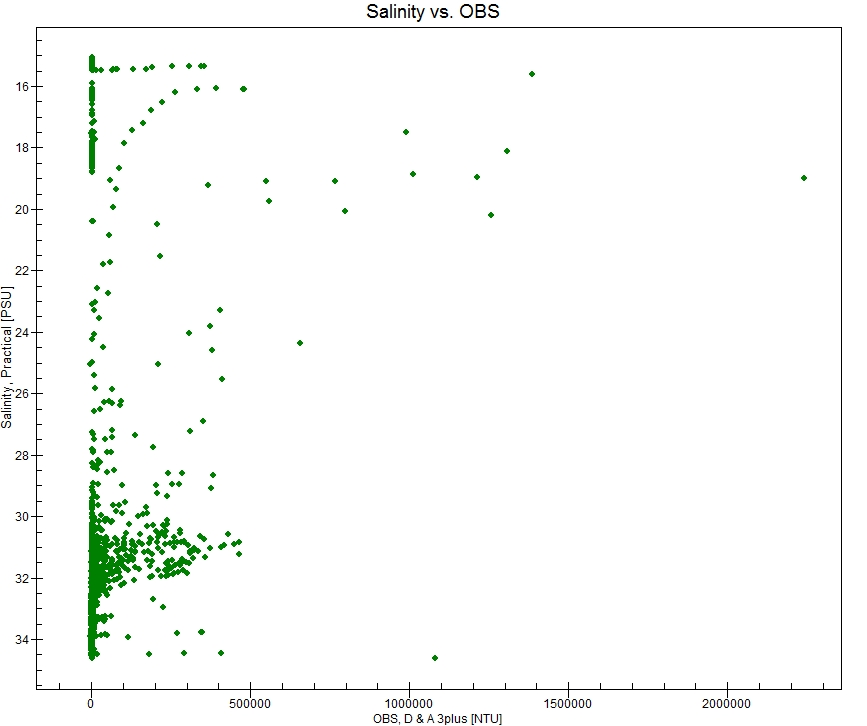 Salinity vs. OBS
Salinity, Practical [PSU]
16
18
20
22
24
26
28
30
32
34
0 500000 1000000 1500000 2000000
OBS, D & A 3plus [NTU]